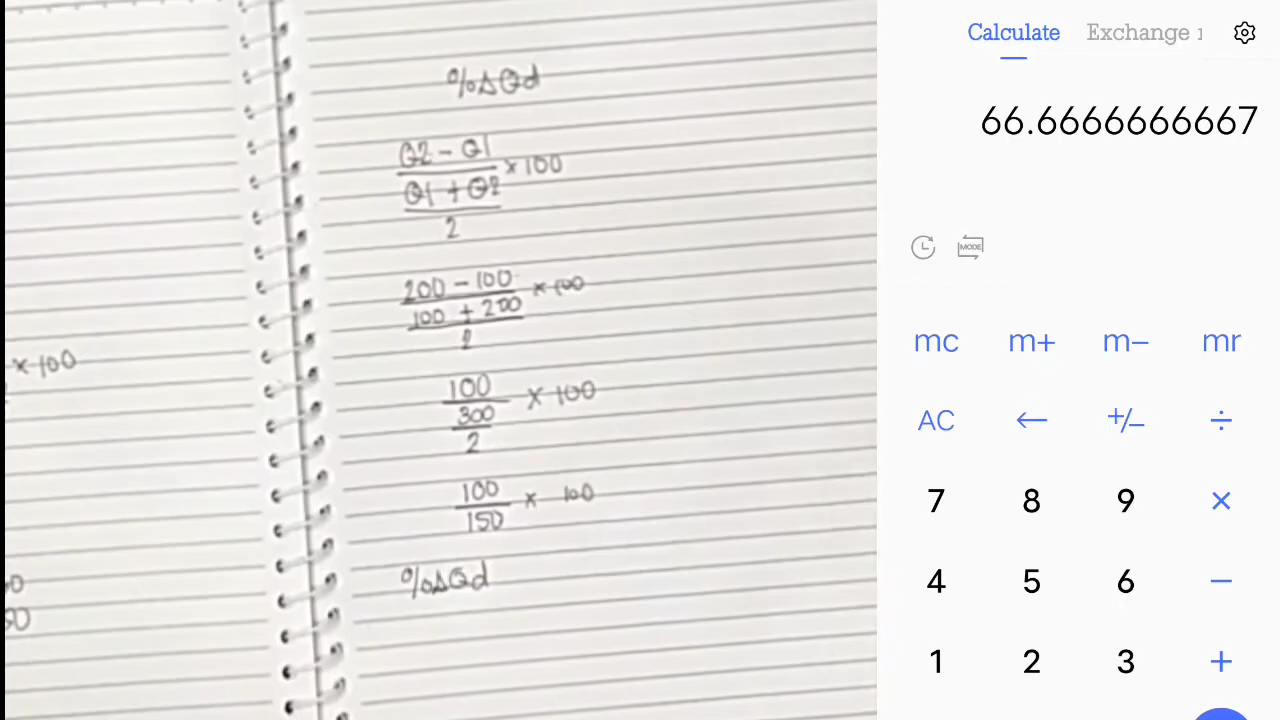 Calculate Exchange
66.6666666667
MODE
mc m+ m− mr
AC ← +/− ÷
7 8 9 ×
4 5 6 −
1 2 3 +
%ΔQd
Q2 - Q1
Q1 + Q2
2
× 100
200 - 100
100 + 200
2
× 100
100
300
2
× 100
100
150
× 100
%ΔQd
× 100